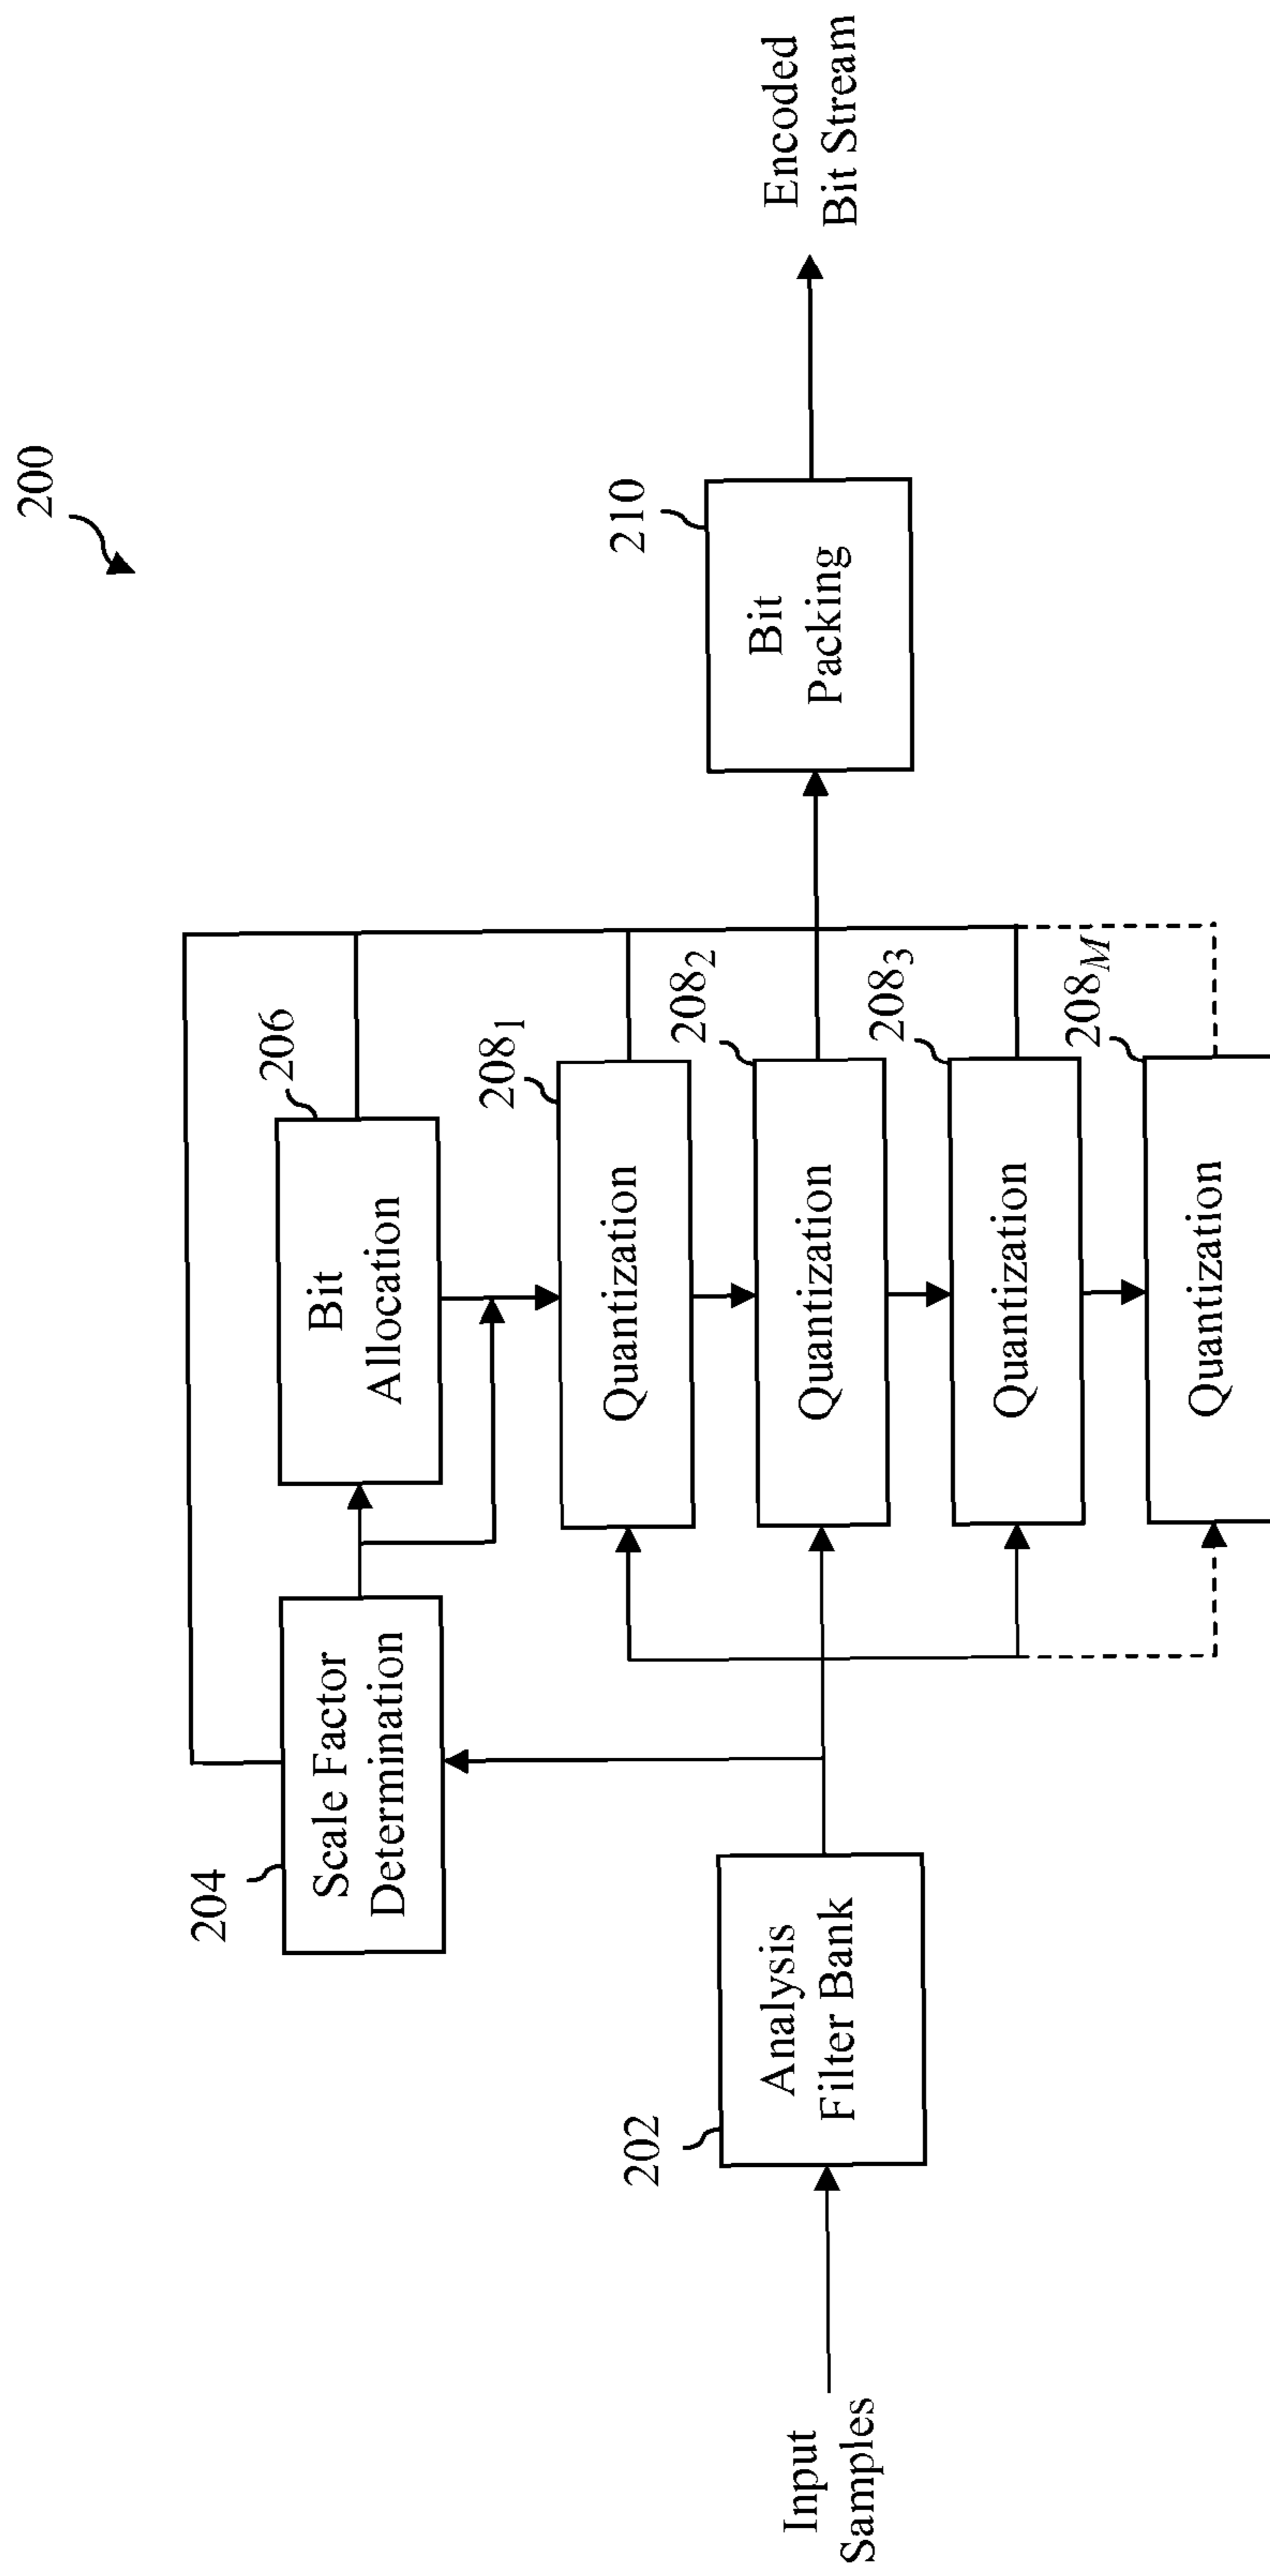 200
204
Scale Factor
Determination
206
Bit
Allocation
208₁
Quantization
208₂
Quantization
208₃
Quantization
208M
Quantization
202
Analysis
Filter Bank
210
Bit
Packing
Input
Samples
Encoded
Bit Stream